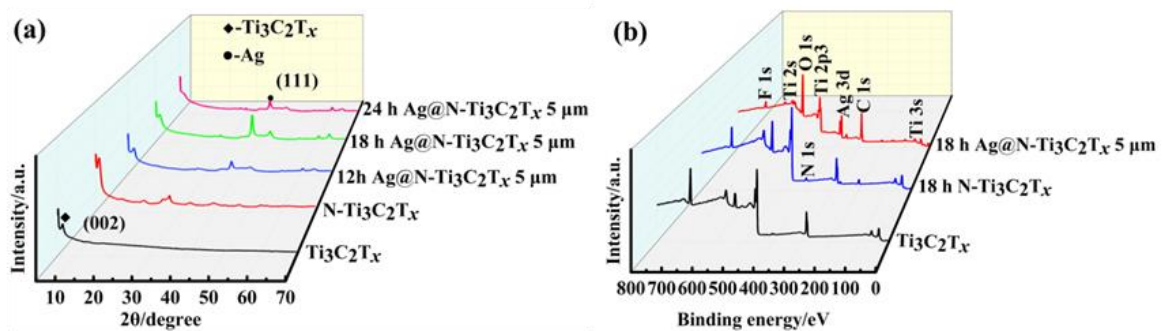 (a)
◆-Ti3C2Tx
●-Ag
(111)
24 h Ag@N-Ti3C2Tx 5 μm
18 h Ag@N-Ti3C2Tx 5 μm
12h Ag@N-Ti3C2Tx 5 μm
N-Ti3C2Tx
(002)
Ti3C2Tx
Intensity/a.u.
10 20 30 40 50 60 70
2θ/degree
(b)
F 1s
Ti 2s
O 1s
Ti 2p3
Ag 3d
C 1s
Ti 3s
18 h Ag@N-Ti3C2Tx 5 μm
N 1s
18 h N-Ti3C2Tx
Ti3C2Tx
Intensity/a.u.
800 700 600 500 400 300 200 100 0
Binding energy/eV